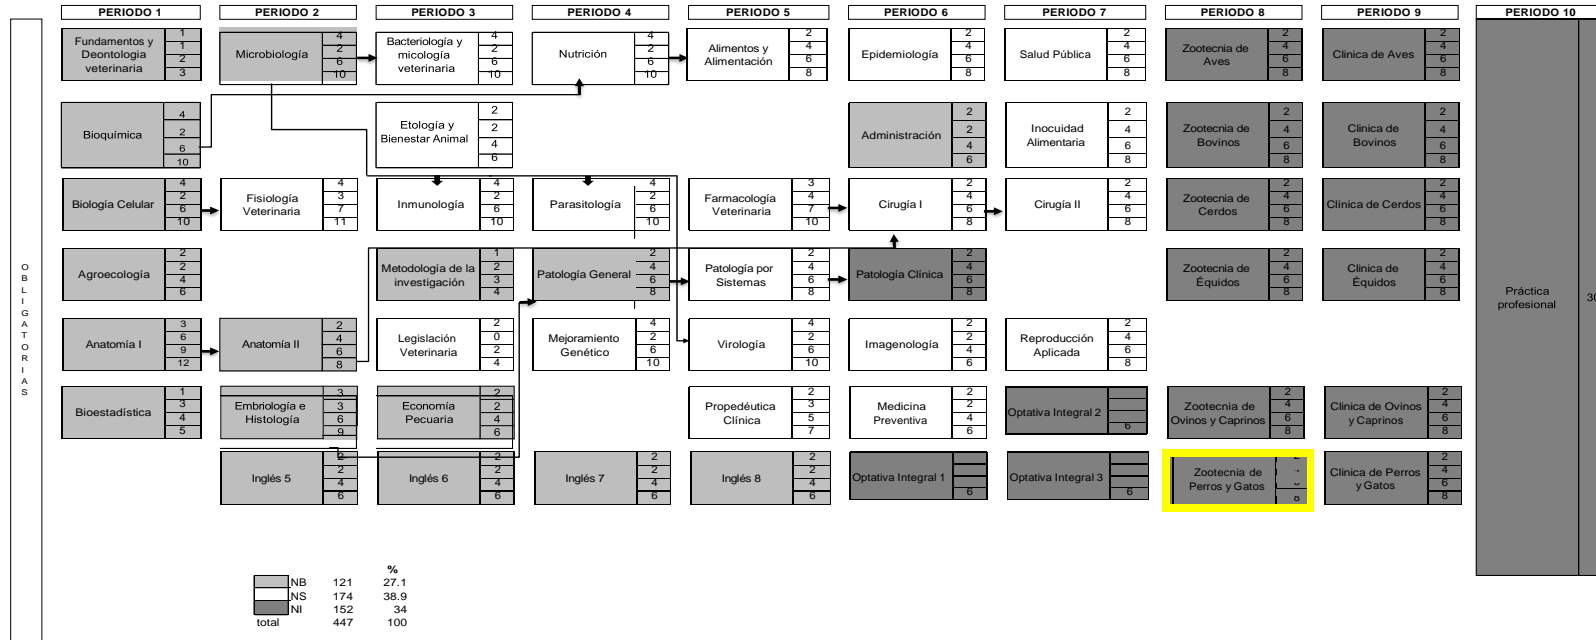 PERIODO 1 PERIODO 2 PERIODO 3 PERIODO 4 PERIODO 5 PERIODO 6 PERIODO 7 PERIODO 8 PERIODO 9 PERIODO 10
OBLIGATORIAS
Fundamentos y Deontologia veterinaria 1 1 2 3
Microbiología 4 2 6 10
Bacteriología y micología veterinaria 4 2 6 10
Nutrición 4 2 6 10
Alimentos y Alimentación 2 4 6 8
Epidemiología 2 4 6 8
Salud Pública 2 4 6 8
Zootecnia de Aves 2 4 6 8
Clinica de Aves 2 4 6 8
Bioquímica 4 2 6 10
Etología y Bienestar Animal 2 2 4 6
Administración 2 2 4 6
Inocuidad Alimentaria 2 4 6 8
Zootecnia de Bovinos 2 4 6 8
Clinica de Bovinos 2 4 6 8
Biología Celular 4 2 6 10
Fisiología Veterinaria 4 3 7 11
Inmunología 4 2 6 10
Parasitología 4 2 6 10
Farmacología Veterinaria 3 4 7 10
Cirugía I 2 4 6 8
Cirugía II 2 4 6 8
Zootecnia de Cerdos 2 4 6 8
Clinica de Cerdos 2 4 6 8
Agroecología 2 2 4 6
Metodología de la investigación 1 2 3 4
Patología General 2 4 6 8
Patología por Sistemas 2 4 6 8
Patología Clínica 2 4 6 8
Zootecnia de Équidos 2 4 6 8
Clinica de Équidos 2 4 6 8
Práctica profesional 30
Anatomía I 3 6 9 12
Anatomía II 2 4 6 8
Legislación Veterinaria 2 0 2 4
Mejoramiento Genético 4 2 6 10
Virología 4 2 6 10
Imagenología 2 2 4 6
Reproducción Aplicada 2 4 6 8
Bioestadística 1 3 4 5
Embriología e Histología 3 3 6 9
Economía Pecuaria 2 2 4 6
Propedéutica Clínica 2 3 5 7
Medicina Preventiva 2 2 4 6
Optativa Integral 2 6
Zootecnia de Ovinos y Caprinos 2 4 6 8
Clinica de Ovinos y Caprinos 2 4 6 8
Inglés 5 2 2 4 6
Inglés 6 2 2 4 6
Inglés 7 2 2 4 6
Inglés 8 2 2 4 6
Optativa Integral 1 6
Optativa Integral 3 6
Zootecnia de Perros y Gatos 8
Clinica de Perros y Gatos 2 4 6 8
%
NB 121 27.1
NS 174 38.9
NI 152 34
total 447 100